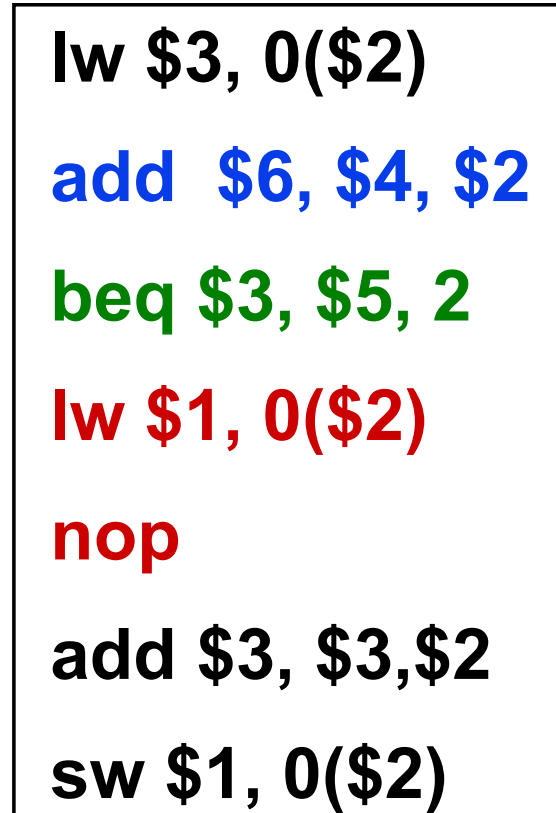 lw $3, 0($2)
add $6, $4, $2
beq $3, $5, 2
lw $1, 0($2)
nop
add $3, $3,$2
sw $1, 0($2)